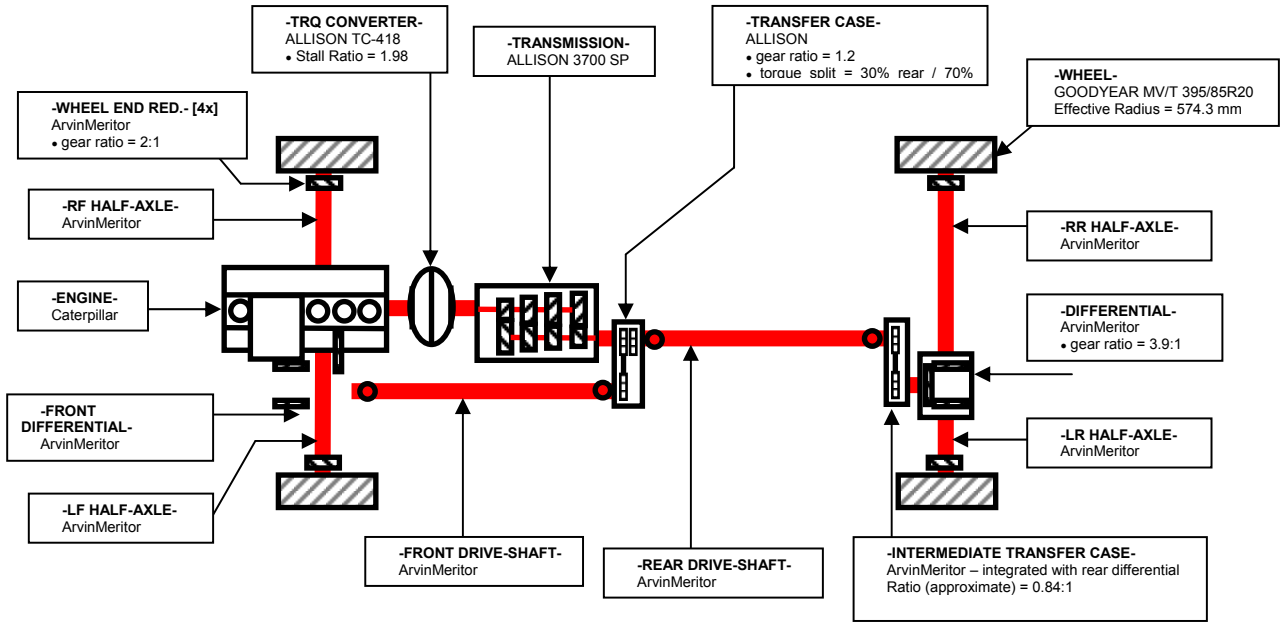 -TRQ CONVERTER-
ALLISON TC-418
• Stall Ratio = 1.98
-TRANSMISSION-
ALLISON 3700 SP
-TRANSFER CASE-
ALLISON
• gear ratio = 1.2
• torque split = 30% rear / 70%
-WHEEL-
GOODYEAR MV/T 395/85R20
Effective Radius = 574.3 mm
-WHEEL END RED.- [4x]
ArvinMeritor
• gear ratio = 2:1
-RF HALF-AXLE-
ArvinMeritor
-RR HALF-AXLE-
ArvinMeritor
-ENGINE-
Caterpillar
-DIFFERENTIAL-
ArvinMeritor
• gear ratio = 3.9:1
-FRONT
DIFFERENTIAL-
ArvinMeritor
-LR HALF-AXLE-
ArvinMeritor
-LF HALF-AXLE-
ArvinMeritor
-FRONT DRIVE-SHAFT-
ArvinMeritor
-REAR DRIVE-SHAFT-
ArvinMeritor
-INTERMEDIATE TRANSFER CASE-
ArvinMeritor – integrated with rear differential
Ratio (approximate) = 0.84:1